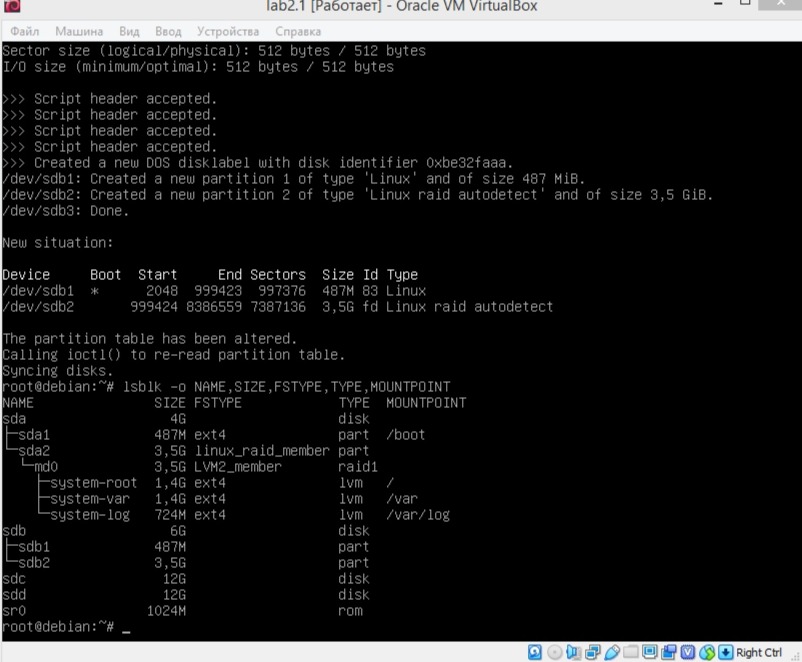 lab2.1 [Работает] - Oracle VM VirtualBox
Файл Машина Вид Ввод Устройства Справка
Sector size (logical/physical): 512 bytes / 512 bytes
I/O size (minimum/optimal): 512 bytes / 512 bytes
>>> Script header accepted.
>>> Script header accepted.
>>> Script header accepted.
>>> Script header accepted.
>>> Created a new DOS disklabel with disk identifier 0xbe32faaa.
/dev/sdb1: Created a new partition 1 of type 'Linux' and of size 487 MiB.
/dev/sdb2: Created a new partition 2 of type 'Linux raid autodetect' and of size 3,5 GiB.
/dev/sdb3: Done.
New situation:
Device     Boot  Start     End Sectors  Size Id Type
/dev/sdb1  *      2048  999423  997376  487M 83 Linux
/dev/sdb2       999424 8386559 7387136  3,5G fd Linux raid autodetect
The partition table has been altered.
Calling ioctl() to re-read partition table.
Syncing disks.
root@debian:~# lsblk -o NAME,SIZE,FSTYPE,TYPE,MOUNTPOINT
NAME               SIZE FSTYPE            TYPE  MOUNTPOINT
sda                  4G                   disk
├─sda1             487M ext4              part  /boot
└─sda2             3,5G linux_raid_member part
  └─md0            3,5G LVM2_member       raid1
    ├─system-root  1,4G ext4              lvm   /
    ├─system-var   1,4G ext4              lvm   /var
    └─system-log   724M ext4              lvm   /var/log
sdb                  6G                   disk
├─sdb1             487M                   part
└─sdb2             3,5G                   part
sdc                 12G                   disk
sdd                 12G                   disk
sr0               1024M                   rom
root@debian:~# _
Right Ctrl